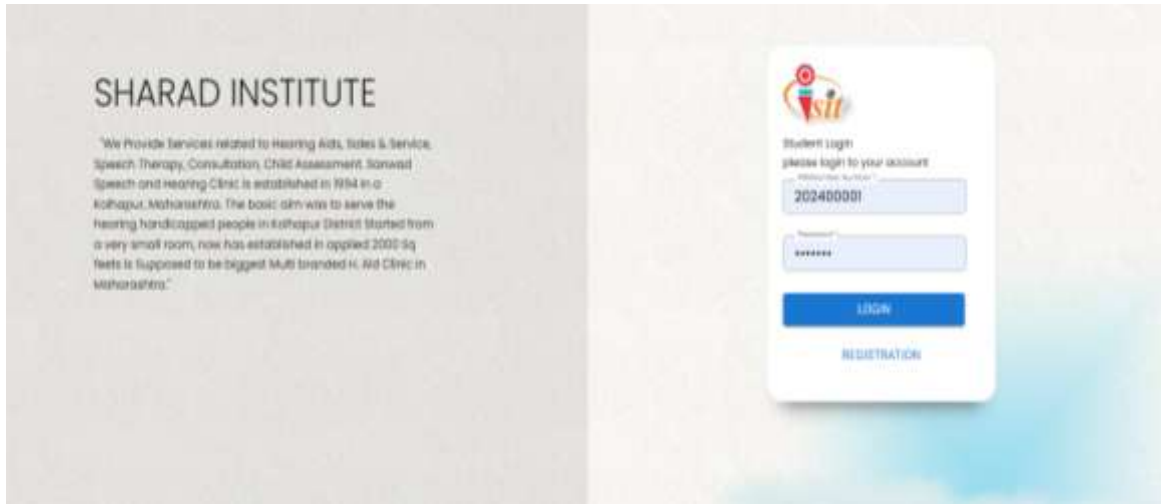 SHARAD INSTITUTE
"We Provide Services related to Hearing Aids, Sales & Service,
Speech Therapy, Consultation, Child Assessment. Sanwad
Speech and Hearing Clinic is established in 1994 in a
Kolhapur, Maharashtra. The basic aim was to serve the
hearing handicapped people in Kolhapur District Started from
a very small room, now has established in applied 2000 Sq
feets is Supposed to be biggest Multi branded H. Aid Clinic in
Maharashtra."
isit
Student Login
please login to your account
202400001
Password
LOGIN
REGISTRATION